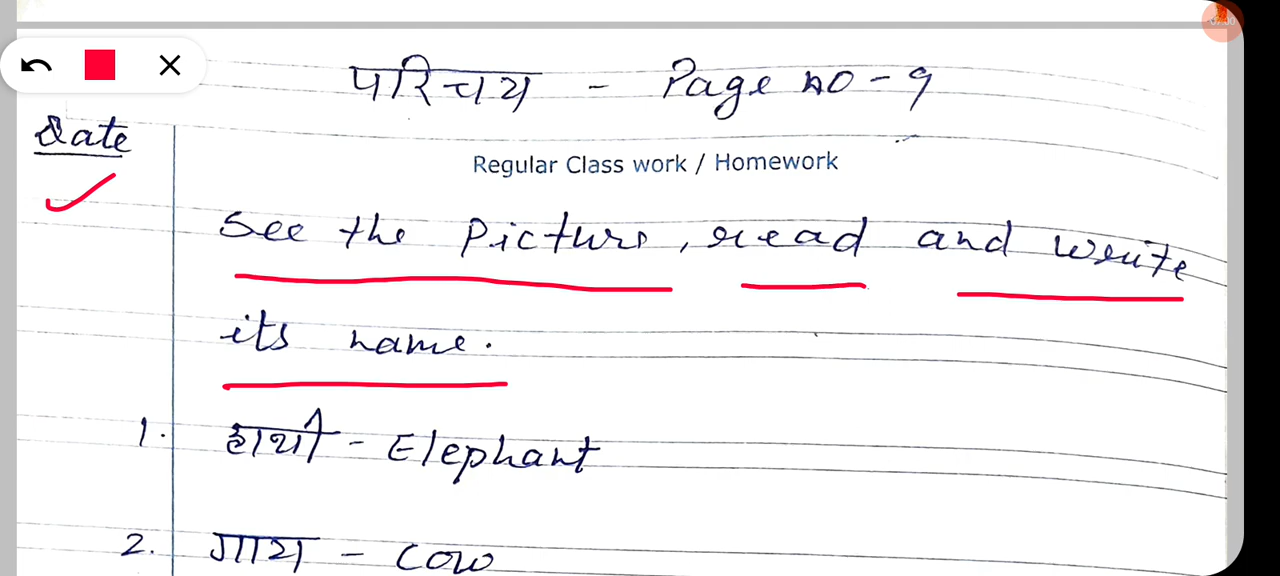 परिचय - Page no - 9
Date
Regular Class work / Homework
See the Picture, read and write
its name.
1. हाथी - Elephant
2. गाय - Cow